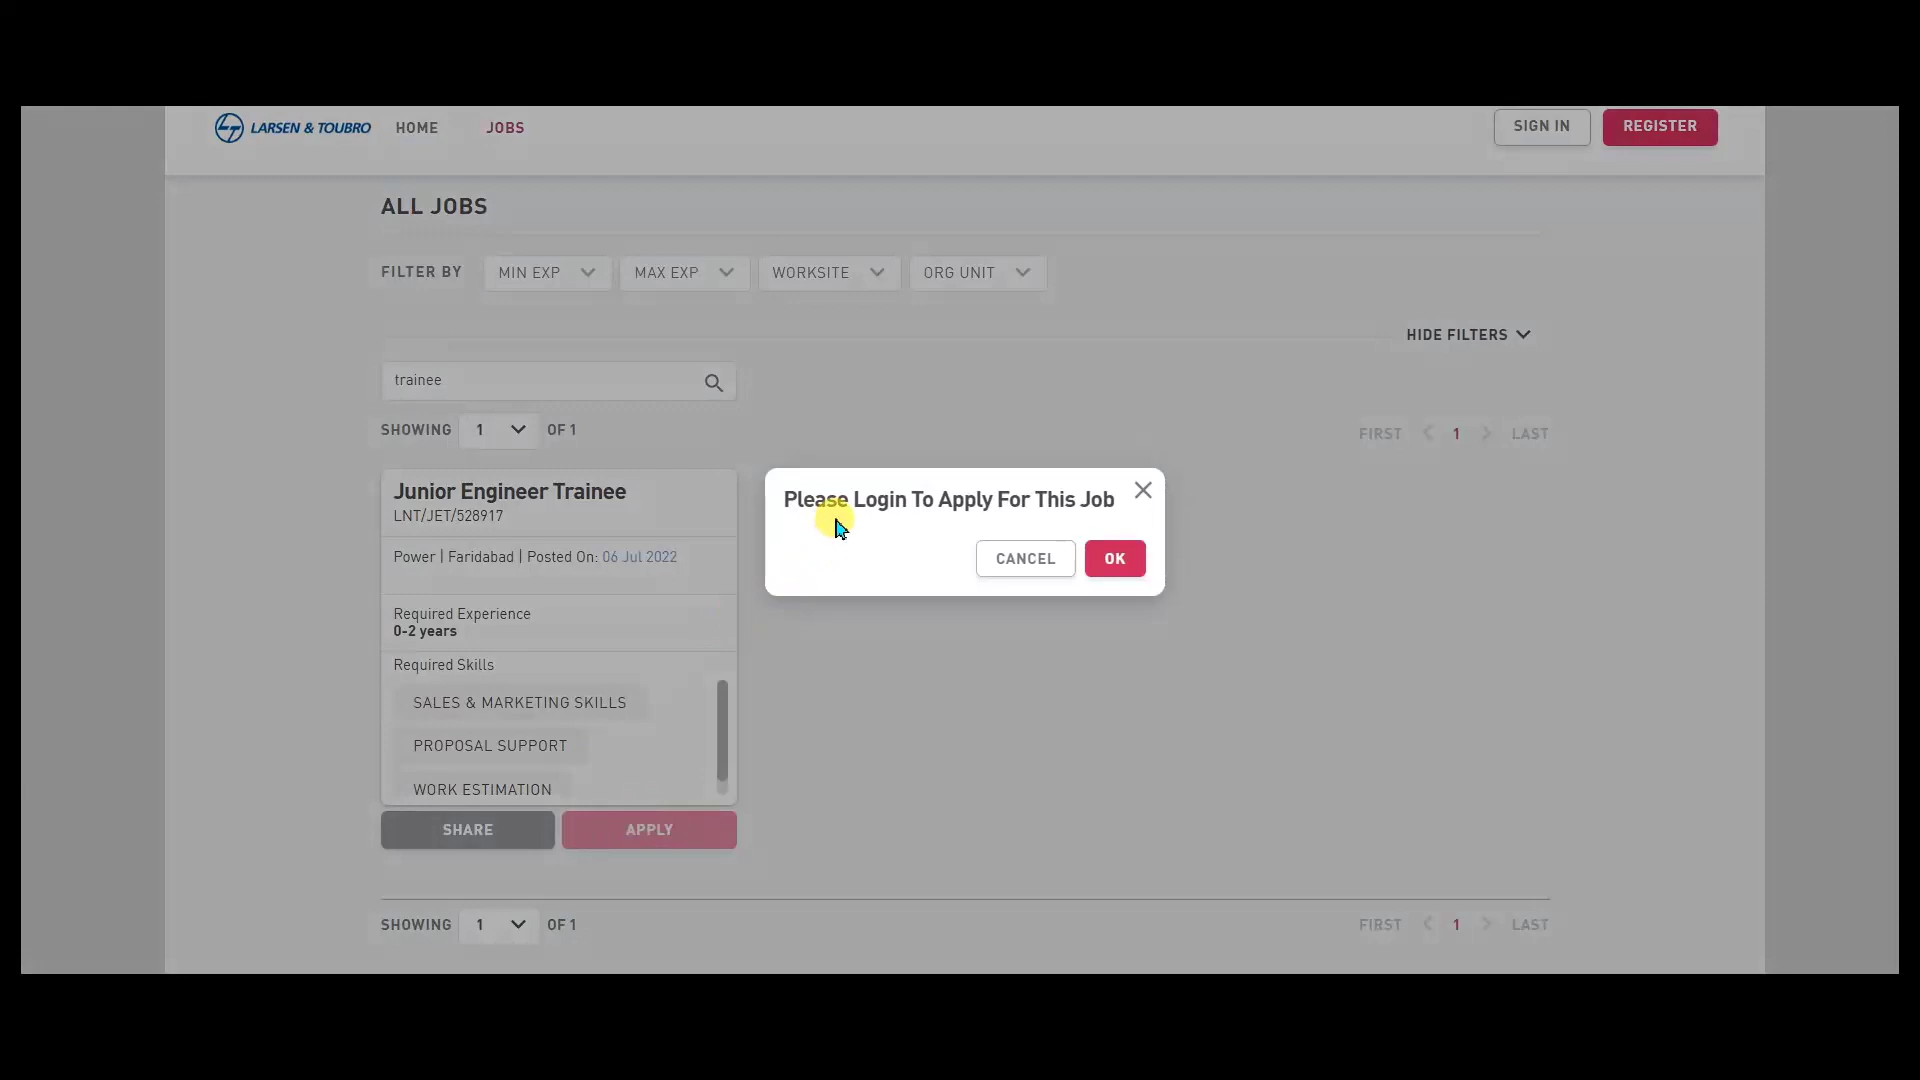 LARSEN & TOUBRO HOME JOBS SIGN IN REGISTER
ALL JOBS
FILTER BY MIN EXP MAX EXP WORKSITE ORG UNIT
HIDE FILTERS
trainee
SHOWING 1 OF 1 FIRST 1 LAST
Junior Engineer Trainee
LNT/JET/528917
Power | Faridabad | Posted On: 06 Jul 2022
Required Experience
0-2 years
Required Skills
SALES & MARKETING SKILLS
PROPOSAL SUPPORT
WORK ESTIMATION
SHARE APPLY
Please Login To Apply For This Job
CANCEL OK
SHOWING 1 OF 1 FIRST 1 LAST